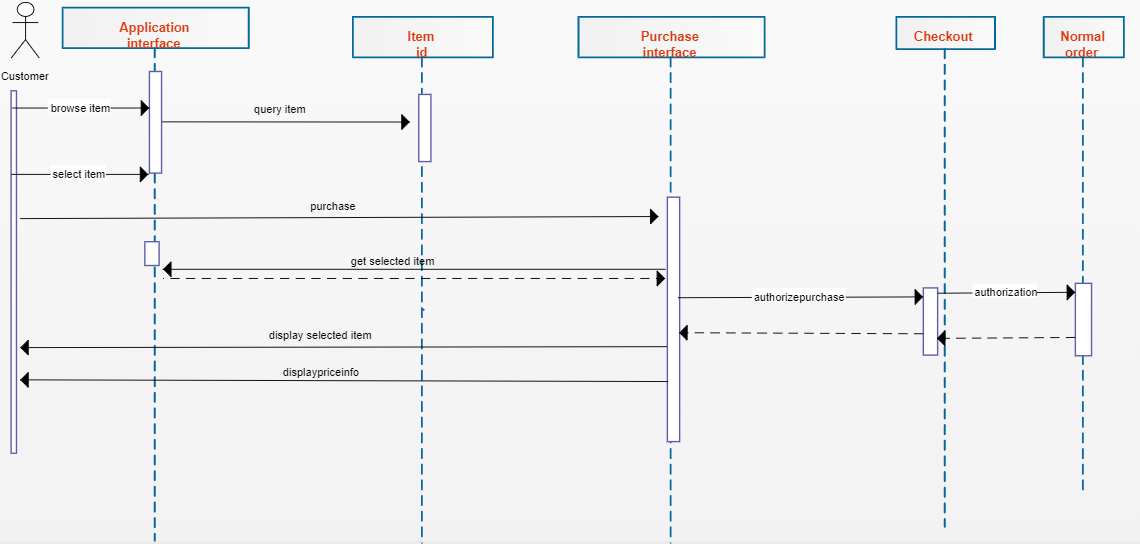 Application
interface
Item
id
Purchase
interface
Checkout
Normal
order
Customer
browse item
query item
select item
purchase
get selected item
authorizepurchase
authorization
display selected item
displaypriceinfo